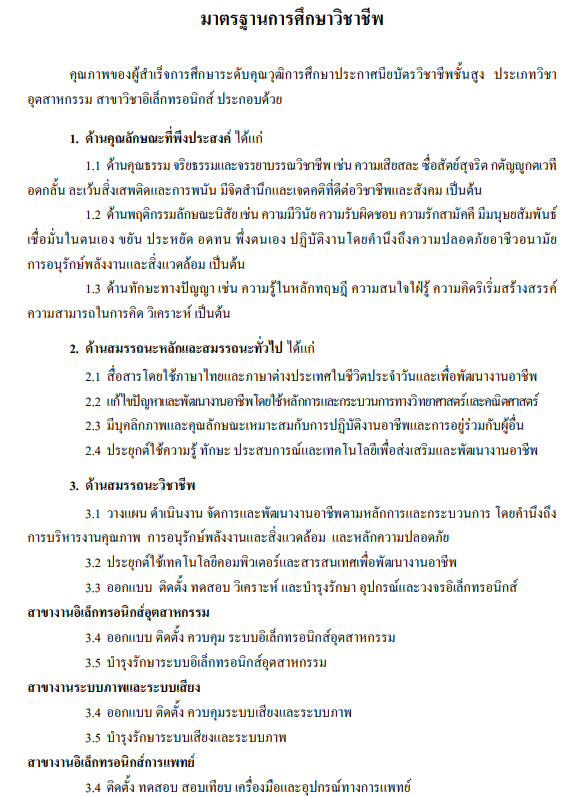 มาตรฐานการศึกษาวิชาชีพ
คุณภาพของผู้สำเร็จการศึกษาระดับคุณวุฒิการศึกษาประกาศนียบัตรวิชาชีพชั้นสูง ประเภทวิชา
อุตสาหกรรม สาขาวิชาอิเล็กทรอนิกส์ ประกอบด้วย
1. ด้านคุณลักษณะที่พึงประสงค์ ได้แก่
1.1 ด้านคุณธรรม จริยธรรมและจรรยาบรรณวิชาชีพ เช่น ความเสียสละ ซื่อสัตย์สุจริต กตัญญูกตเวที
อดกลั้น ละเว้นสิ่งเสพติดและการพนัน มีจิตสำนึกและเจตคติที่ดีต่อวิชาชีพและสังคม เป็นต้น
1.2 ด้านพฤติกรรมลักษณะนิสัย เช่น ความมีวินัย ความรับผิดชอบ ความรักสามัคคี มีมนุษยสัมพันธ์
เชื่อมั่นในตนเอง ขยัน ประหยัด อดทน พึ่งตนเอง ปฏิบัติงานโดยคำนึงถึงความปลอดภัยอาชีวอนามัย
การอนุรักษ์พลังงานและสิ่งแวดล้อม เป็นต้น
1.3 ด้านทักษะทางปัญญา เช่น ความรู้ในหลักทฤษฎี ความสนใจใฝ่รู้ ความคิดริเริ่มสร้างสรรค์
ความสามารถในการคิด วิเคราะห์ เป็นต้น
2. ด้านสมรรถนะหลักและสมรรถนะทั่วไป ได้แก่
2.1 สื่อสารโดยใช้ภาษาไทยและภาษาต่างประเทศในชีวิตประจำวันและเพื่อพัฒนางานอาชีพ
2.2 แก้ไขปัญหาและพัฒนางานอาชีพโดยใช้หลักการและกระบวนการทางวิทยาศาสตร์และคณิตศาสตร์
2.3 มีบุคลิกภาพและคุณลักษณะเหมาะสมกับการปฏิบัติงานอาชีพและการอยู่ร่วมกับผู้อื่น
2.4 ประยุกต์ใช้ความรู้ ทักษะ ประสบการณ์และเทคโนโลยีเพื่อส่งเสริมและพัฒนางานอาชีพ
3. ด้านสมรรถนะวิชาชีพ
3.1 วางแผน ดำเนินงาน จัดการและพัฒนางานอาชีพตามหลักการและกระบวนการ โดยคำนึงถึง
การบริหารงานคุณภาพ การอนุรักษ์พลังงานและสิ่งแวดล้อม และหลักความปลอดภัย
3.2 ประยุกต์ใช้เทคโนโลยีคอมพิวเตอร์และสารสนเทศเพื่อพัฒนางานอาชีพ
3.3 ออกแบบ ติดตั้ง ทดสอบ วิเคราะห์ และบำรุงรักษา อุปกรณ์และวงจรอิเล็กทรอนิกส์
สาขางานอิเล็กทรอนิกส์อุตสาหกรรม
3.4 ออกแบบ ติดตั้ง ควบคุม ระบบอิเล็กทรอนิกส์อุตสาหกรรม
3.5 บำรุงรักษาระบบอิเล็กทรอนิกส์อุตสาหกรรม
สาขางานระบบภาพและระบบเสียง
3.4 ออกแบบ ติดตั้ง ควบคุมระบบเสียงและระบบภาพ
3.5 บำรุงรักษาระบบเสียงและระบบภาพ
สาขางานอิเล็กทรอนิกส์การแพทย์
3.4 ติดตั้ง ทดสอบ สอบเทียบ เครื่องมือและอุปกรณ์ทางการแพทย์